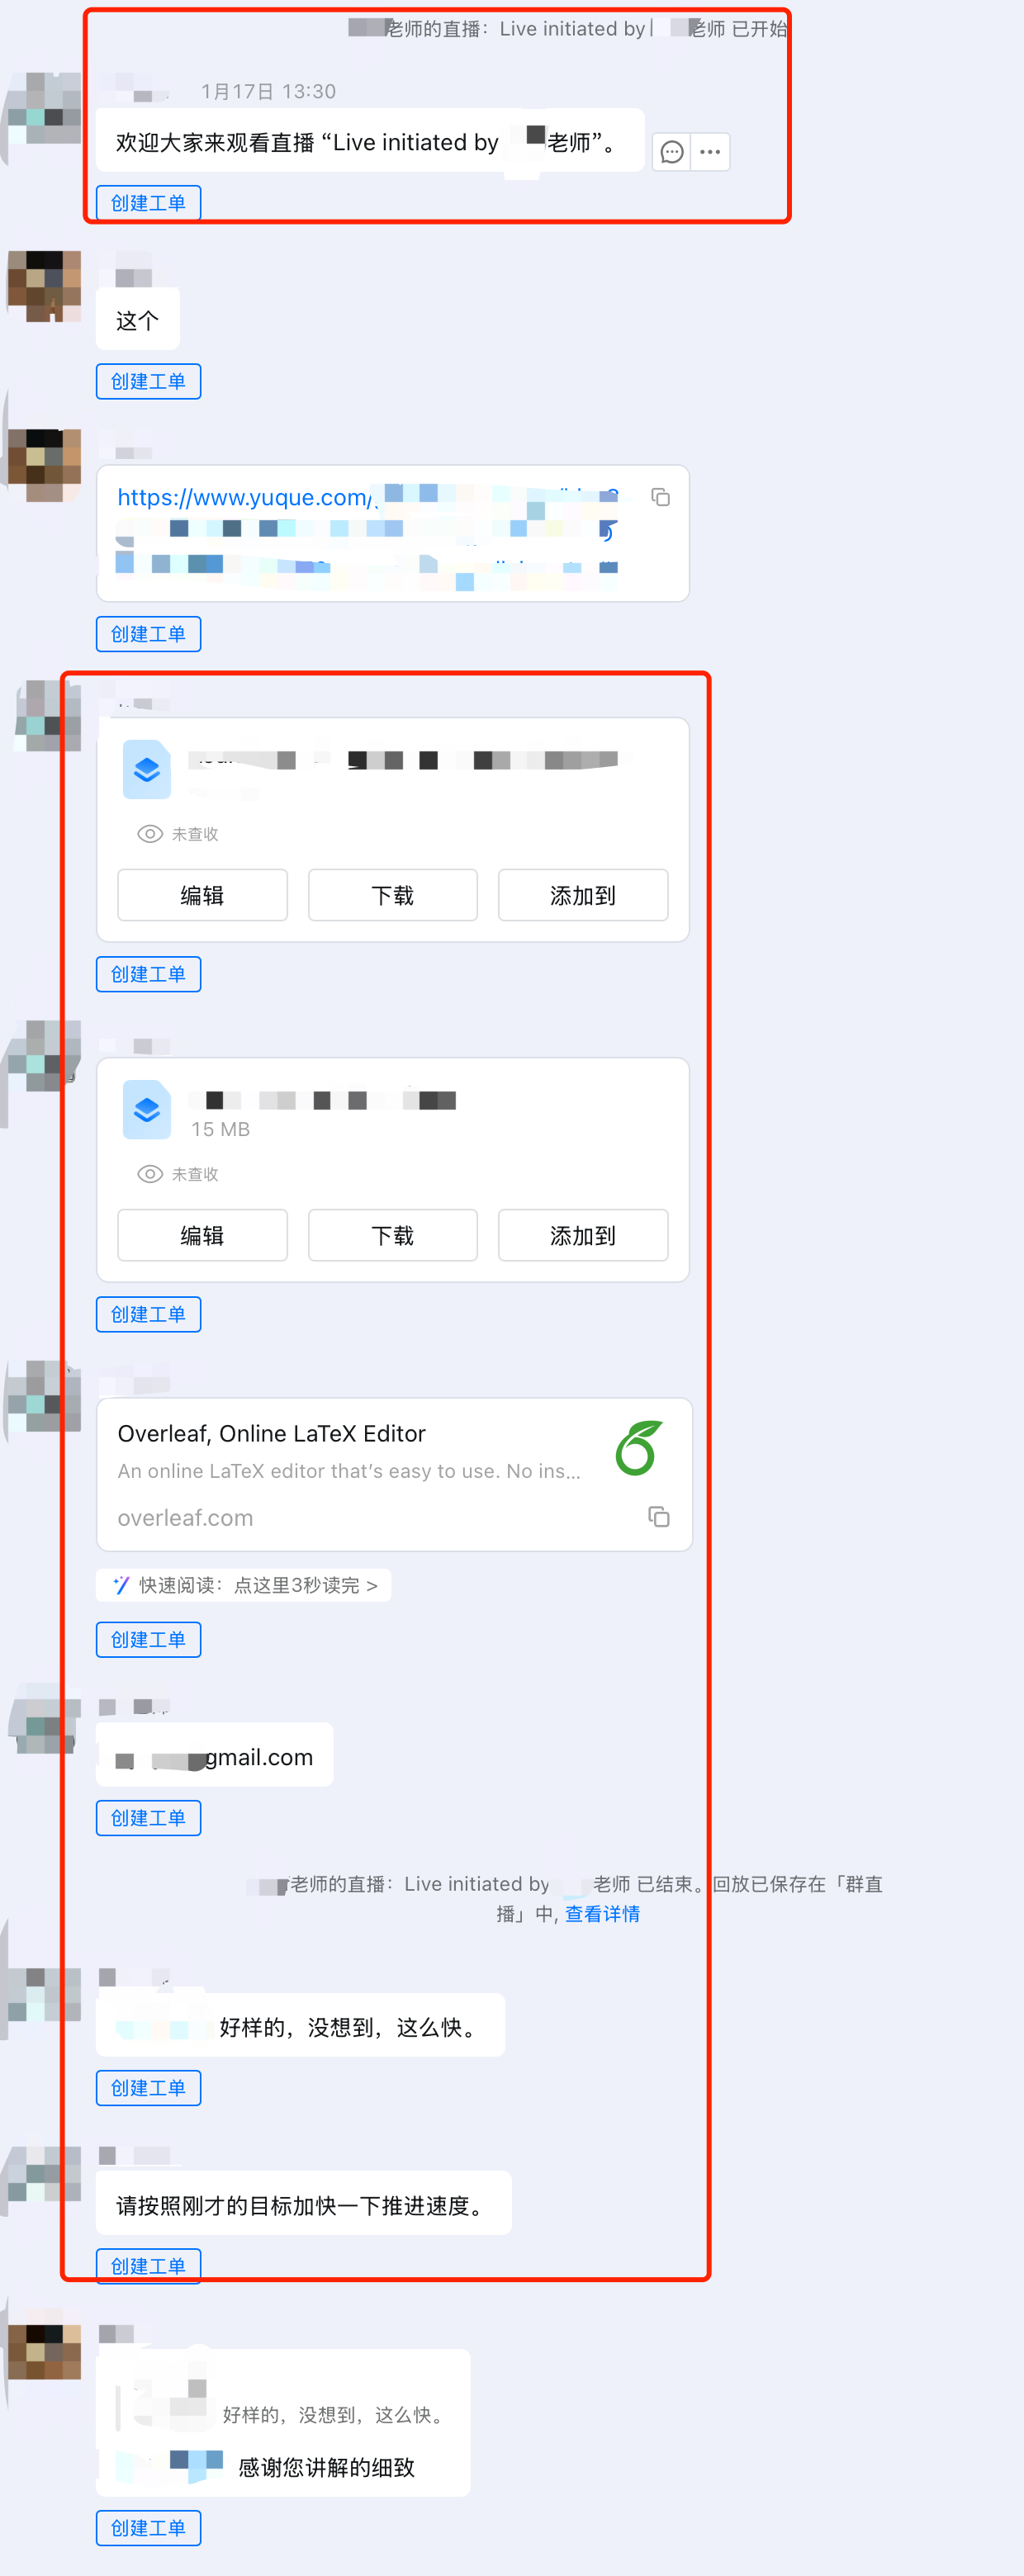 老师的直播：Live initiated by 老师 已开始
1月17日 13:30
欢迎大家来观看直播 “Live initiated by 老师”。
创建工单
这个
创建工单
https://www.yuque.com/
创建工单
未查收
编辑 下载 添加到
创建工单
15 MB
未查收
编辑 下载 添加到
创建工单
Overleaf, Online LaTeX Editor
An online LaTeX editor that’s easy to use. No ins...
overleaf.com
快速阅读：点这里3秒读完 >
创建工单
gmail.com
创建工单
老师的直播：Live initiated by 老师 已结束。回放已保存在「群直
播」中, 查看详情
好样的，没想到，这么快。
创建工单
请按照刚才的目标加快一下推进速度。
创建工单
好样的，没想到，这么快。
感谢您讲解的细致
创建工单